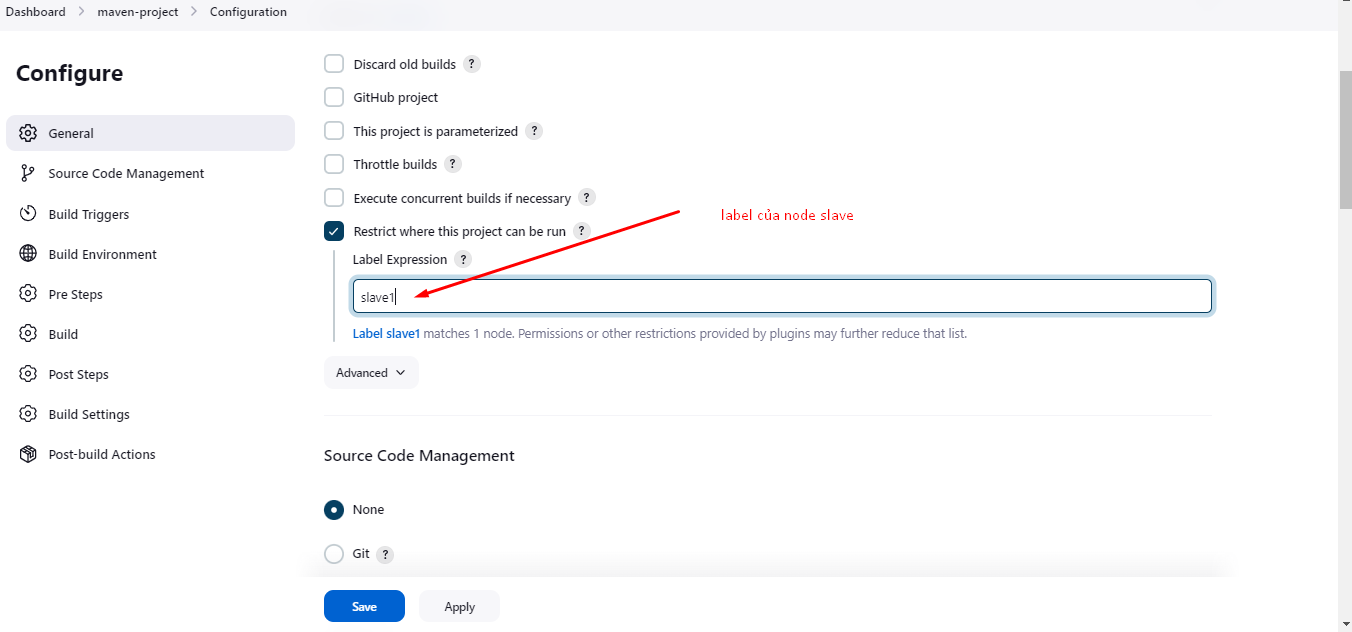 Dashboard > maven-project > Configuration
Configure
General
Source Code Management
Build Triggers
Build Environment
Pre Steps
Build
Post Steps
Build Settings
Post-build Actions
Discard old builds ?
GitHub project
This project is parameterized ?
Throttle builds ?
Execute concurrent builds if necessary ?
Restrict where this project can be run ?
label của node slave
Label Expression ?
slave1
Label slave1 matches 1 node. Permissions or other restrictions provided by plugins may further reduce that list.
Advanced
Source Code Management
None
Git ?
Save
Apply